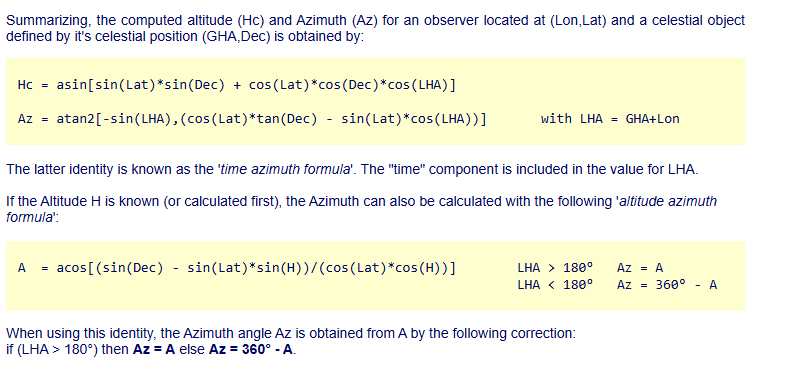 Summarizing, the computed altitude (Hc) and Azimuth (Az) for an observer located at (Lon,Lat) and a celestial object
defined by it's celestial position (GHA,Dec) is obtained by:
Hc = asin[sin(Lat)*sin(Dec) + cos(Lat)*cos(Dec)*cos(LHA)]
Az = atan2[-sin(LHA),(cos(Lat)*tan(Dec) - sin(Lat)*cos(LHA))] with LHA = GHA+Lon
The latter identity is known as the 'time azimuth formula'. The "time" component is included in the value for LHA.
If the Altitude H is known (or calculated first), the Azimuth can also be calculated with the following 'altitude azimuth
formula':
A = acos[(sin(Dec) - sin(Lat)*sin(H))/(cos(Lat)*cos(H))] LHA > 180° Az = A
LHA < 180° Az = 360° - A
When using this identity, the Azimuth angle Az is obtained from A by the following correction:
if (LHA > 180°) then Az = A else Az = 360° - A.